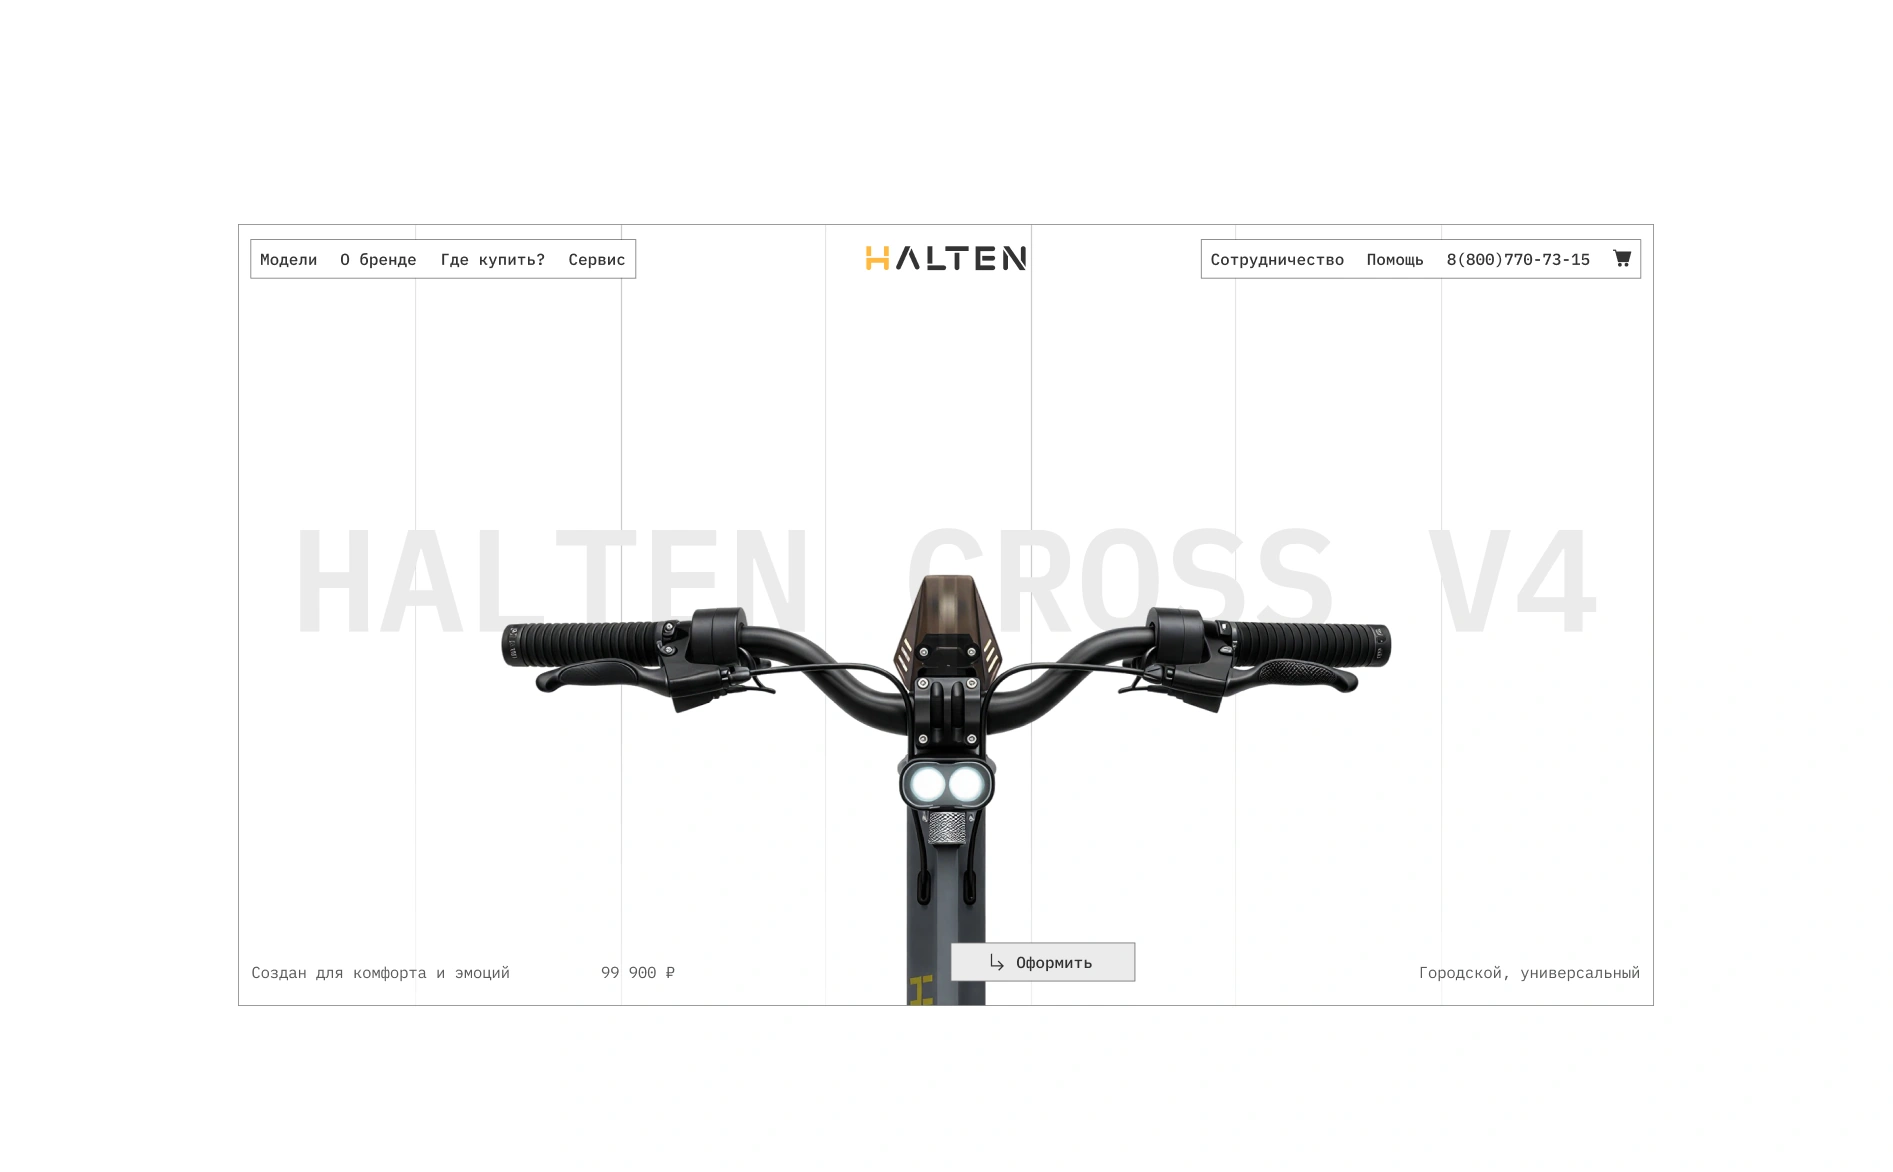 Модели О бренде Где купить? Сервис
HALTEN
Сотрудничество Помощь 8(800)770-73-15
HALTEN CROSS V4
Создан для комфорта и эмоций
99 900 ₽
Оформить
Городской, универсальный